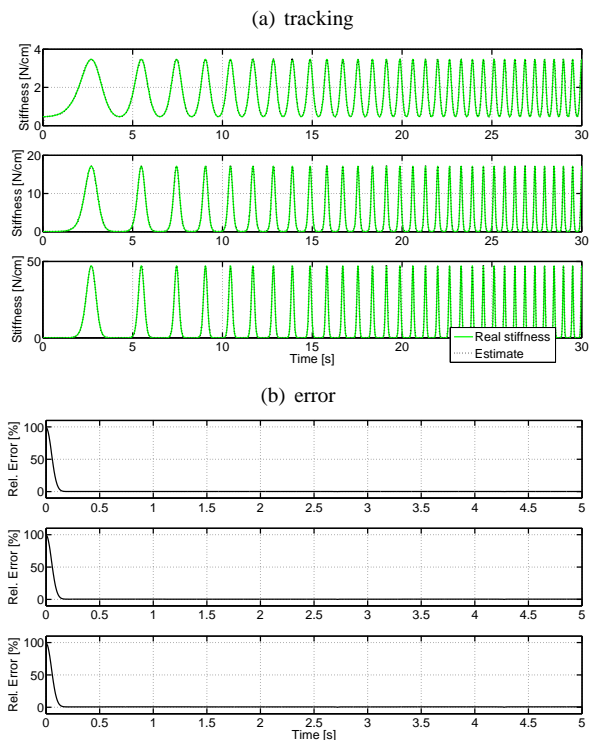 (a) tracking
Stiffness [N/cm]
4
2
0
0 5 10 15 20 25 30
Stiffness [N/cm]
20
10
0
0 5 10 15 20 25 30
Stiffness [N/cm]
50
0
0 5 10 15 20 25 30
Time [s]
Real stiffness
Estimate
(b) error
Rel. Error [%]
100
50
0
0 0.5 1 1.5 2 2.5 3 3.5 4 4.5 5
Rel. Error [%]
100
50
0
0 0.5 1 1.5 2 2.5 3 3.5 4 4.5 5
Rel. Error [%]
100
50
0
0 0.5 1 1.5 2 2.5 3 3.5 4 4.5 5
Time [s]